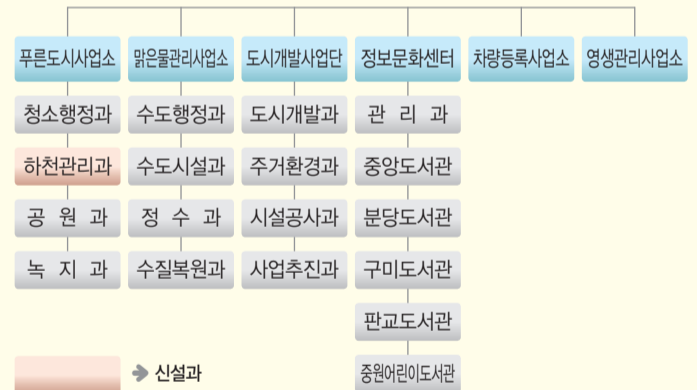 푸른도시사업소 맑은물관리사업소 도시개발사업단 정보문화센터 차량등록사업소 영생관리사업소
청소행정과 수도행정과 도시개발과 관 리 과
하천관리과 수도시설과 주거환경과 중앙도서관
공 원 과 정 수 과 시설공사과 분당도서관
녹 지 과 수질복원과 사업추진과 구미도서관
판교도서관
➔ 신설과 중원어린이도서관